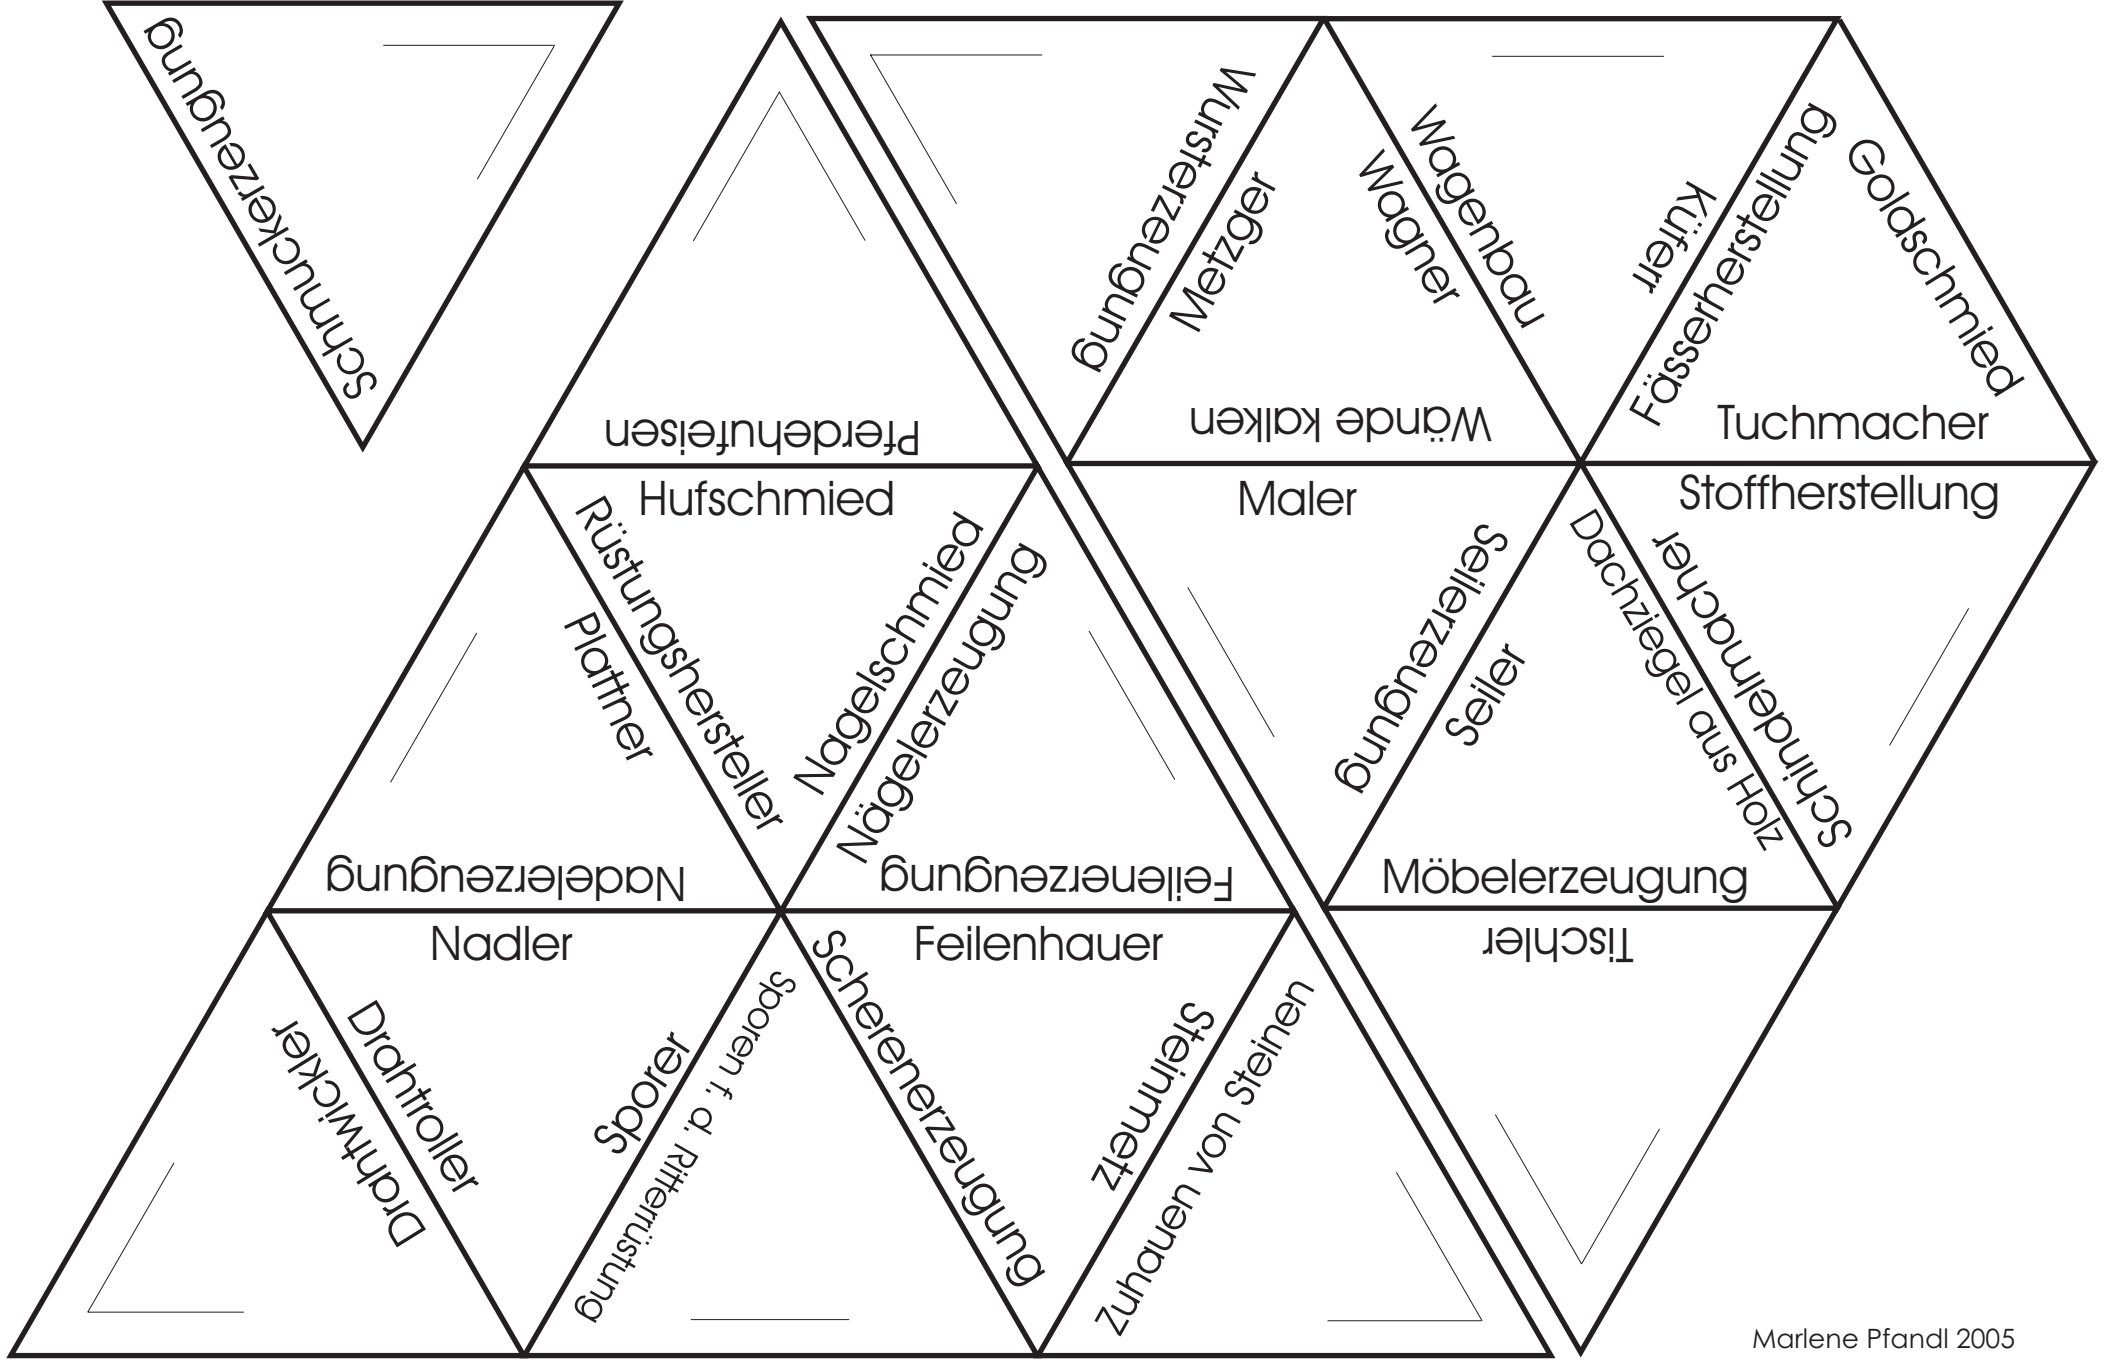 Schmuckerzeugung
Wursterzeugung
Metzger
Wagner
Wagenbau
Küferr
Fässerherstellung
Goldschmied
Pferdehufeisen
Wände kalken
Tuchmacher
Hufschmied
Maler
Stoffherstellung
Rüstungshersteller
Plattner
Nagelschmied
Nägelerzeugung
Seilerzeugung
Seiler
Dachziegel aus Holz
Schindelmacher
Nadelerzeugung
Feilenerzeugung
Möbelerzeugung
Nadler
Feilenhauer
Tischler
Drahtwickler
Drahtroller
Sporer
Sporen f. d. Ritterrüstung
Scherenerzeugung
Steinmetz
Zuhauen von Steinen
Marlene Pfandl 2005